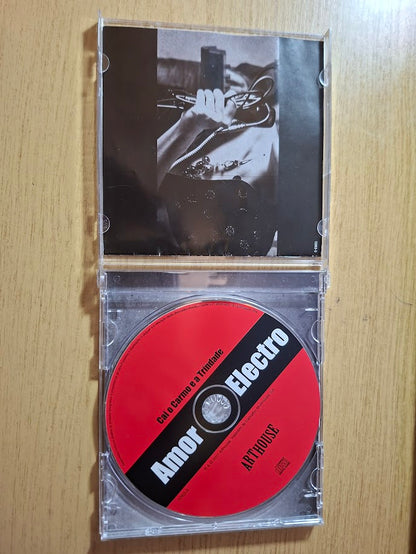 Cai o Carmo e a Trindade
Amor Electro
ARTHOUSE